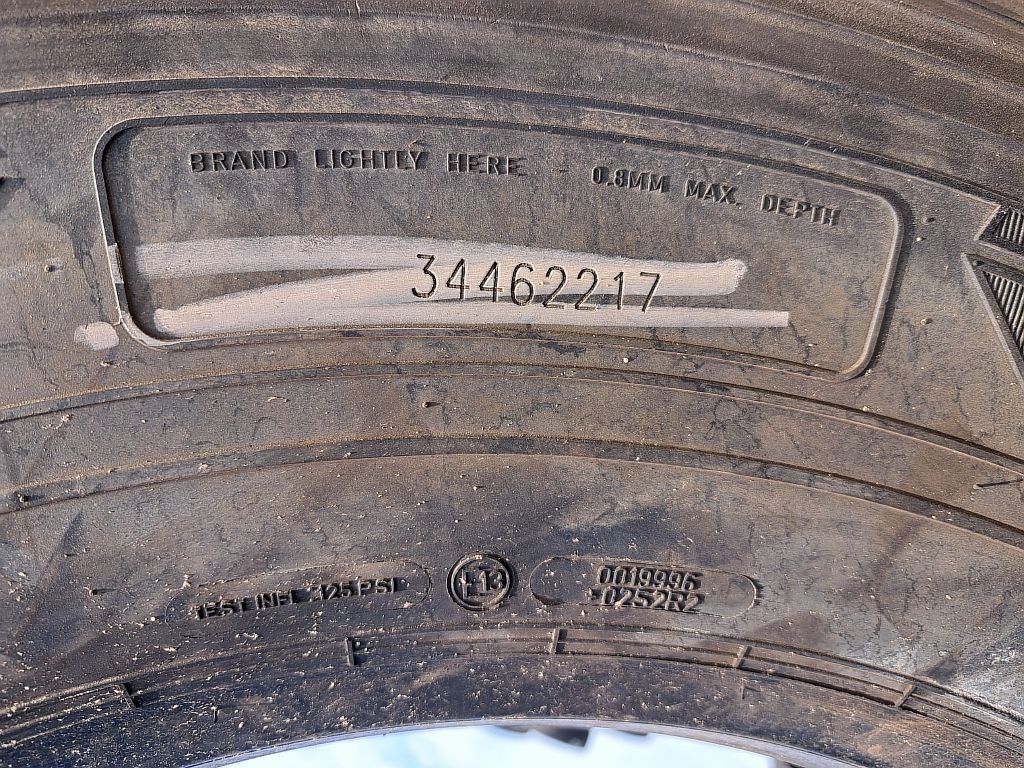 BRAND LIGHTLY HERE 0.8MM MAX. DEPTH
34462217
TEST INFL. 125 PSI
E13
0019996
0252R2